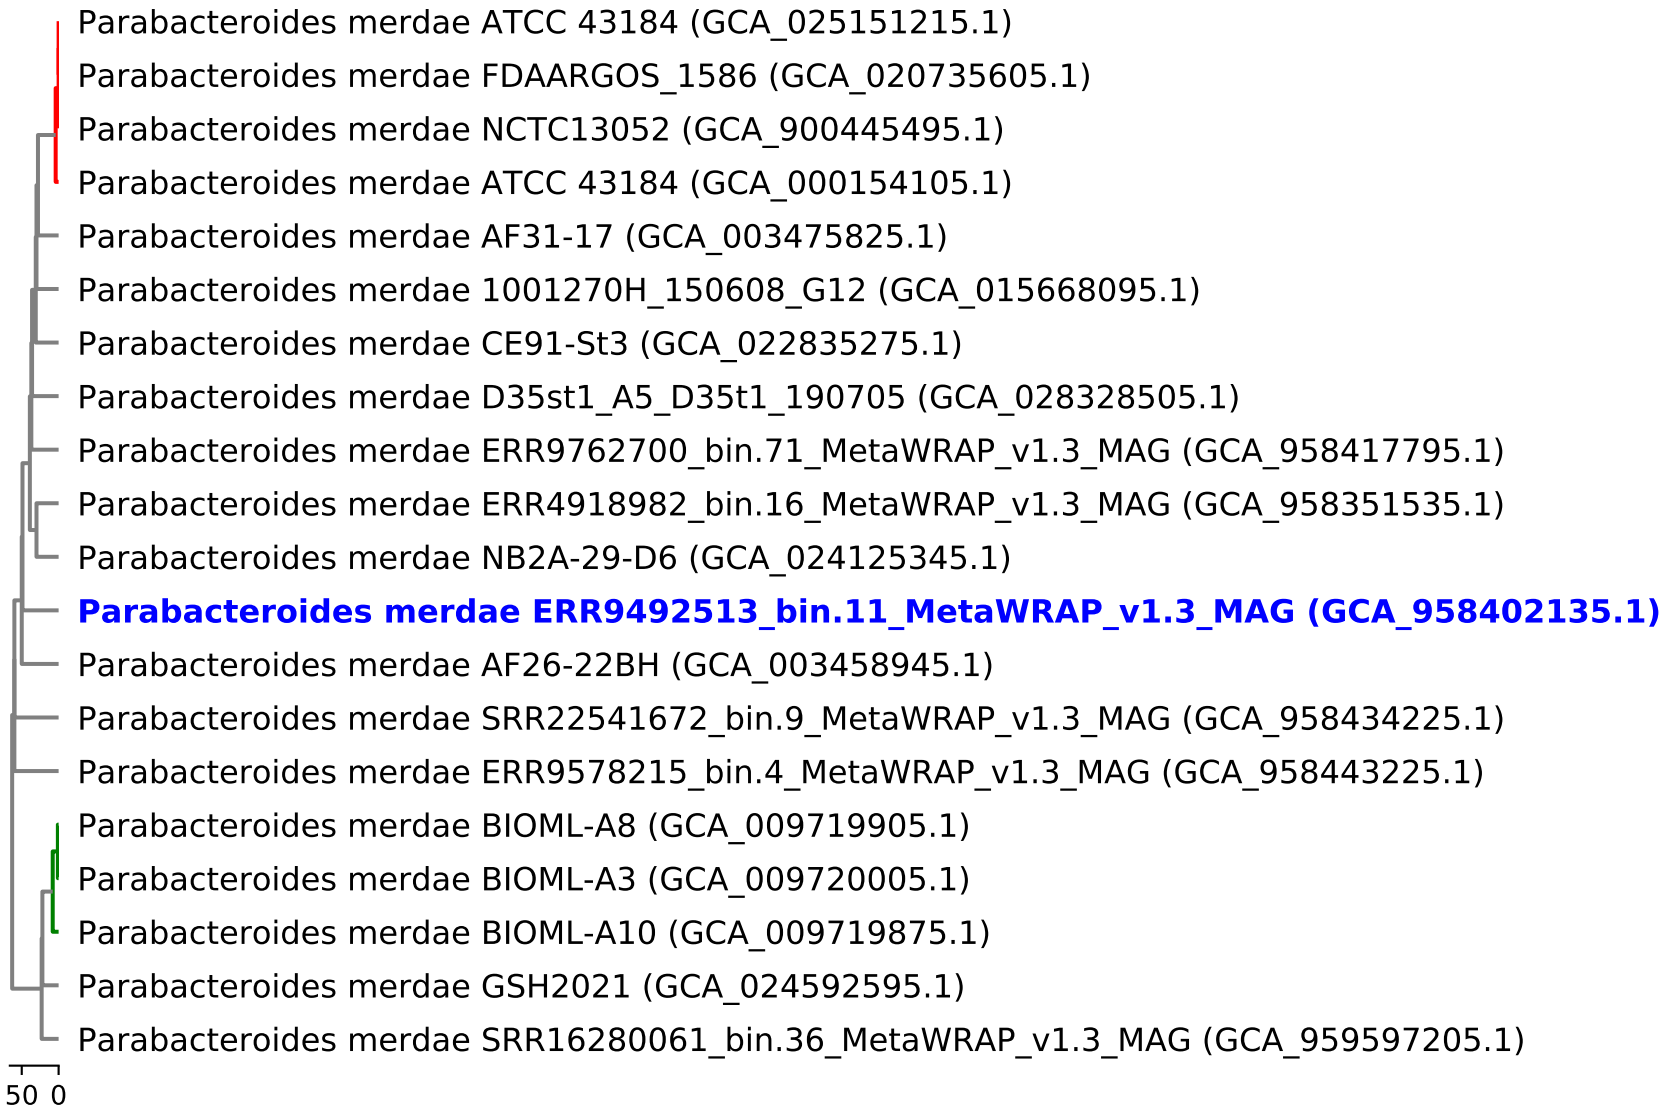 Parabacteroides merdae ATCC 43184 (GCA_025151215.1)
Parabacteroides merdae FDAARGOS_1586 (GCA_020735605.1)
Parabacteroides merdae NCTC13052 (GCA_900445495.1)
Parabacteroides merdae ATCC 43184 (GCA_000154105.1)
Parabacteroides merdae AF31-17 (GCA_003475825.1)
Parabacteroides merdae 1001270H_150608_G12 (GCA_015668095.1)
Parabacteroides merdae CE91-St3 (GCA_022835275.1)
Parabacteroides merdae D35st1_A5_D35t1_190705 (GCA_028328505.1)
Parabacteroides merdae ERR9762700_bin.71_MetaWRAP_v1.3_MAG (GCA_958417795.1)
Parabacteroides merdae ERR4918982_bin.16_MetaWRAP_v1.3_MAG (GCA_958351535.1)
Parabacteroides merdae NB2A-29-D6 (GCA_024125345.1)
Parabacteroides merdae ERR9492513_bin.11_MetaWRAP_v1.3_MAG (GCA_958402135.1)
Parabacteroides merdae AF26-22BH (GCA_003458945.1)
Parabacteroides merdae SRR22541672_bin.9_MetaWRAP_v1.3_MAG (GCA_958434225.1)
Parabacteroides merdae ERR9578215_bin.4_MetaWRAP_v1.3_MAG (GCA_958443225.1)
Parabacteroides merdae BIOML-A8 (GCA_009719905.1)
Parabacteroides merdae BIOML-A3 (GCA_009720005.1)
Parabacteroides merdae BIOML-A10 (GCA_009719875.1)
Parabacteroides merdae GSH2021 (GCA_024592595.1)
Parabacteroides merdae SRR16280061_bin.36_MetaWRAP_v1.3_MAG (GCA_959597205.1)
50 0